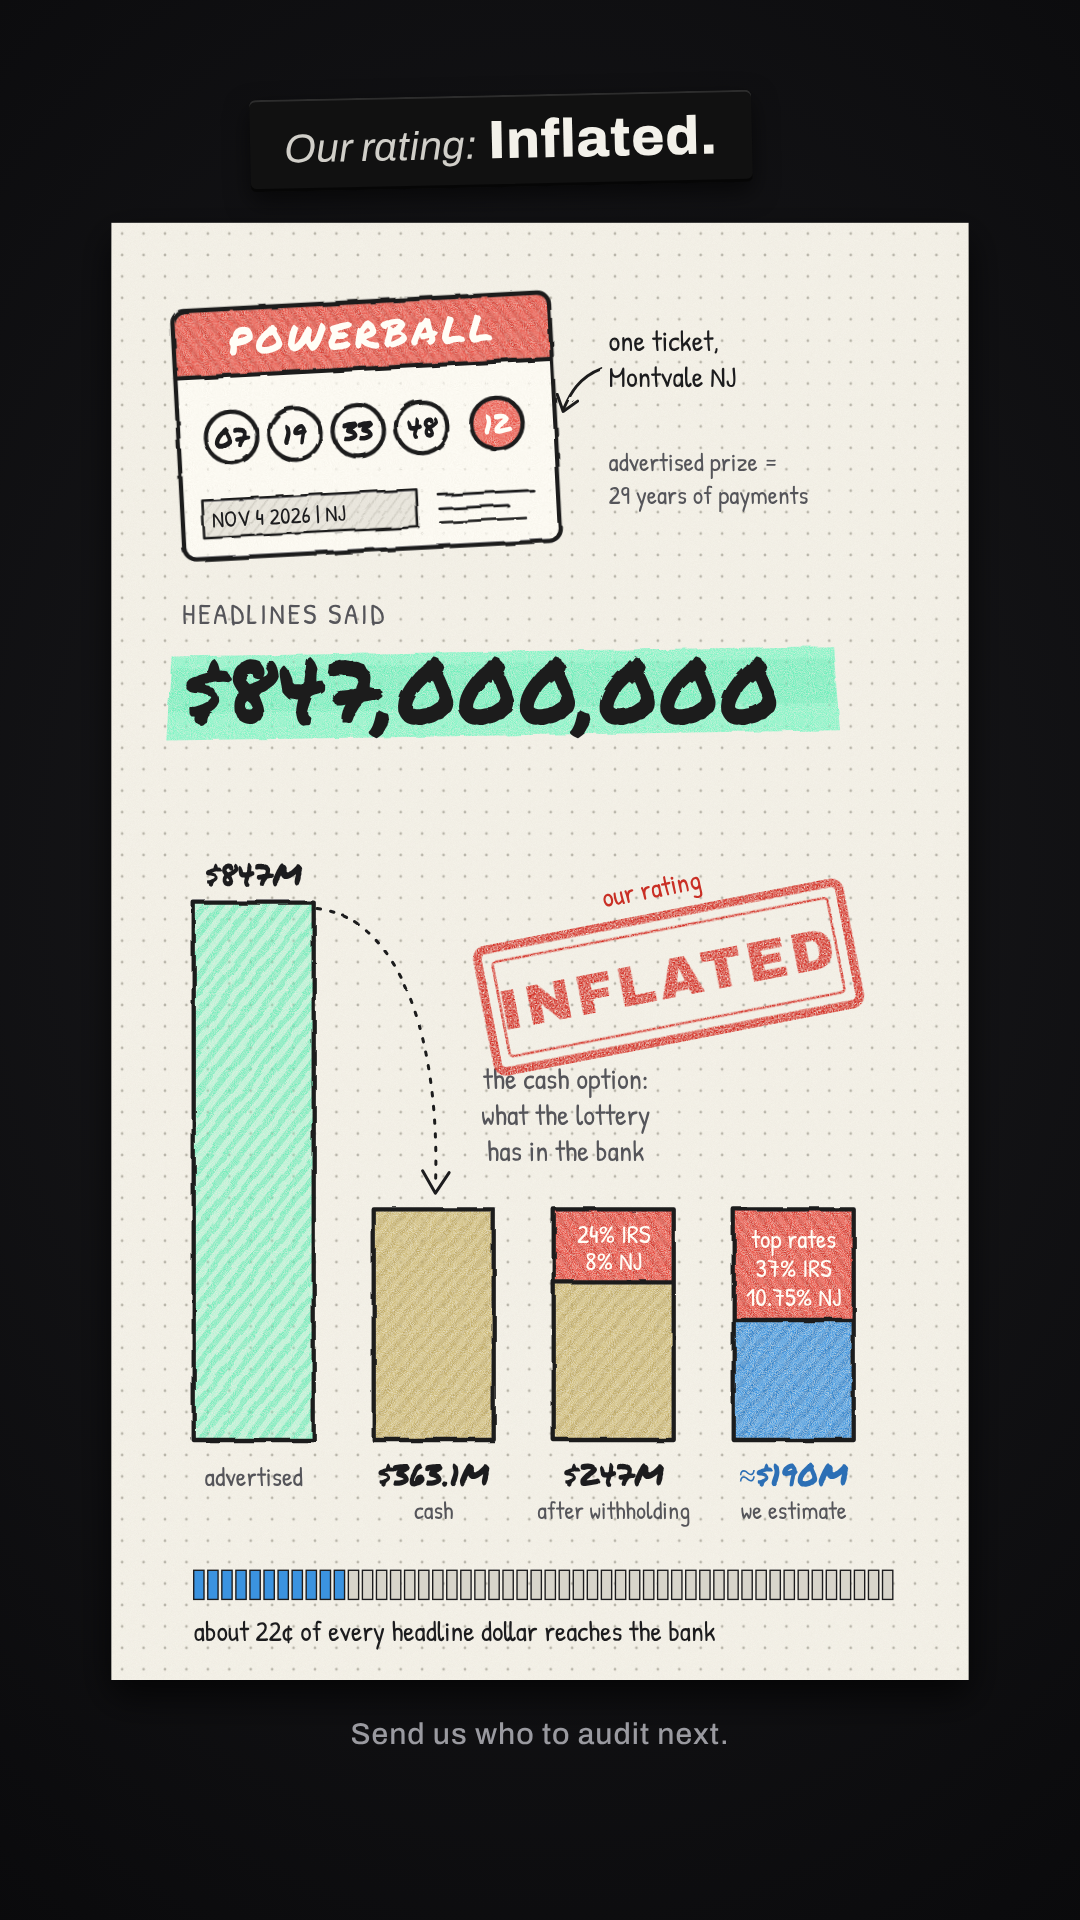 Our rating: Inflated.
POWERBALL
07 19 33 48 12
NOV 4 2026 | NJ
one ticket,
Montvale NJ
advertised prize =
29 years of payments
HEADLINES SAID
$847,000,000
$847M
our rating
INFLATED
the cash option:
what the lottery
has in the bank
24% IRS
8% NJ
top rates
37% IRS
10.75% NJ
advertised
$363.1M
cash
$247M
after withholding
≈$190M
we estimate
about 22¢ of every headline dollar reaches the bank
Send us who to audit next.